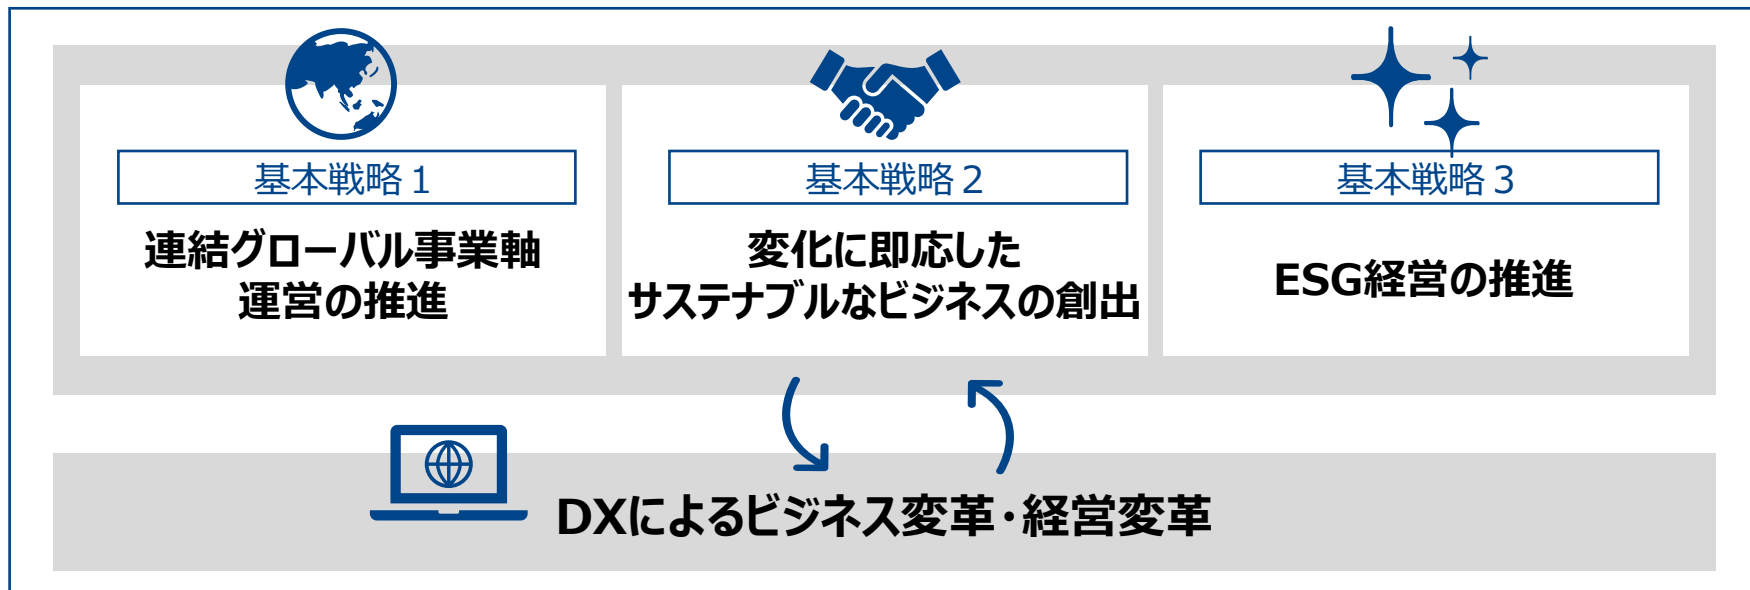 基本戦略１
連結グローバル事業軸
運営の推進
基本戦略２
変化に即応した
サステナブルなビジネスの創出
基本戦略３
ESG経営の推進
DXによるビジネス変革・経営変革